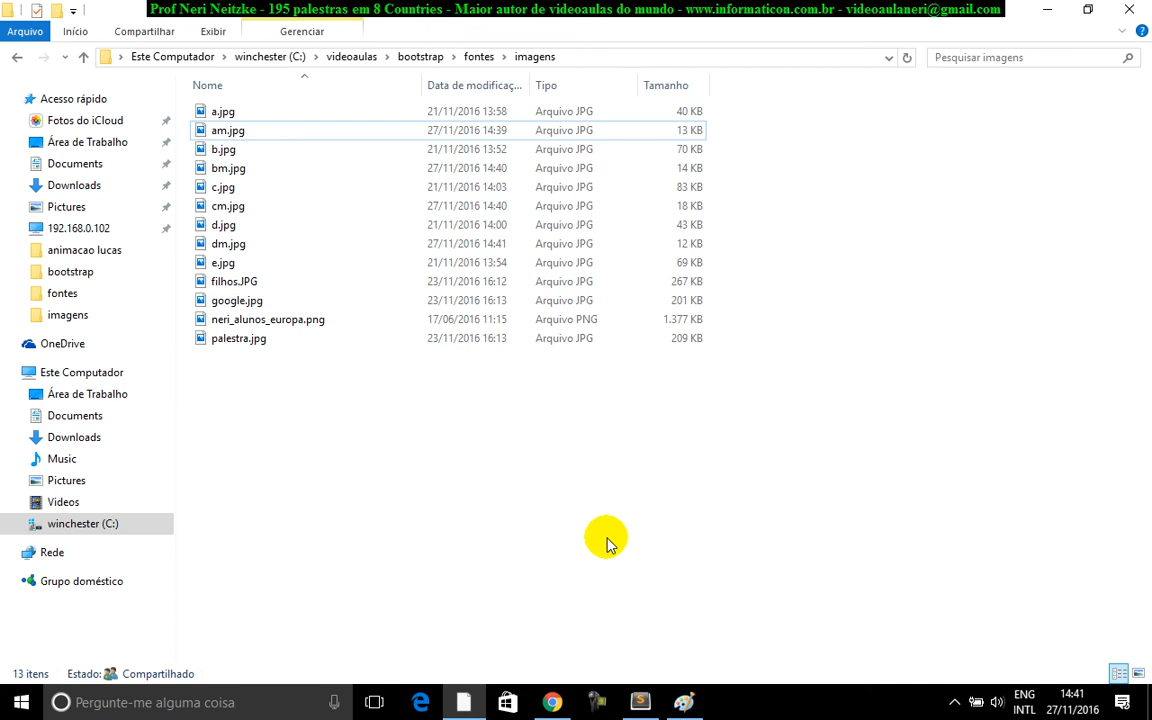 Prof Neri Neitzke - 195 palestras em 8 Countries - Maior autor de videoaulas do mundo - www.informaticon.com.br - videoaulaneri@gmail.com
Arquivo Início Compartilhar Exibir Gerenciar
Este Computador > winchester (C:) > videoaulas > bootstrap > fontes > imagens
Pesquisar imagens
Nome Data de modificaç... Tipo Tamanho
a.jpg 21/11/2016 13:58 Arquivo JPG 40 KB
am.jpg 27/11/2016 14:39 Arquivo JPG 13 KB
b.jpg 21/11/2016 13:52 Arquivo JPG 70 KB
bm.jpg 27/11/2016 14:40 Arquivo JPG 14 KB
c.jpg 21/11/2016 14:03 Arquivo JPG 83 KB
cm.jpg 27/11/2016 14:40 Arquivo JPG 18 KB
d.jpg 21/11/2016 14:00 Arquivo JPG 43 KB
dm.jpg 27/11/2016 14:41 Arquivo JPG 12 KB
e.jpg 21/11/2016 13:54 Arquivo JPG 69 KB
filhos.JPG 23/11/2016 16:12 Arquivo JPG 267 KB
google.jpg 23/11/2016 16:13 Arquivo JPG 201 KB
neri_alunos_europa.png 17/06/2016 11:15 Arquivo PNG 1.377 KB
palestra.jpg 23/11/2016 16:13 Arquivo JPG 209 KB
Acesso rápido
Fotos do iCloud
Área de Trabalho
Documents
Downloads
Pictures
192.168.0.102
animacao lucas
bootstrap
fontes
imagens
OneDrive
Este Computador
Área de Trabalho
Documents
Downloads
Music
Pictures
Videos
winchester (C:)
Rede
Grupo doméstico
13 itens Estado: Compartilhado
Pergunte-me alguma coisa
ENG
INTL
14:41
27/11/2016